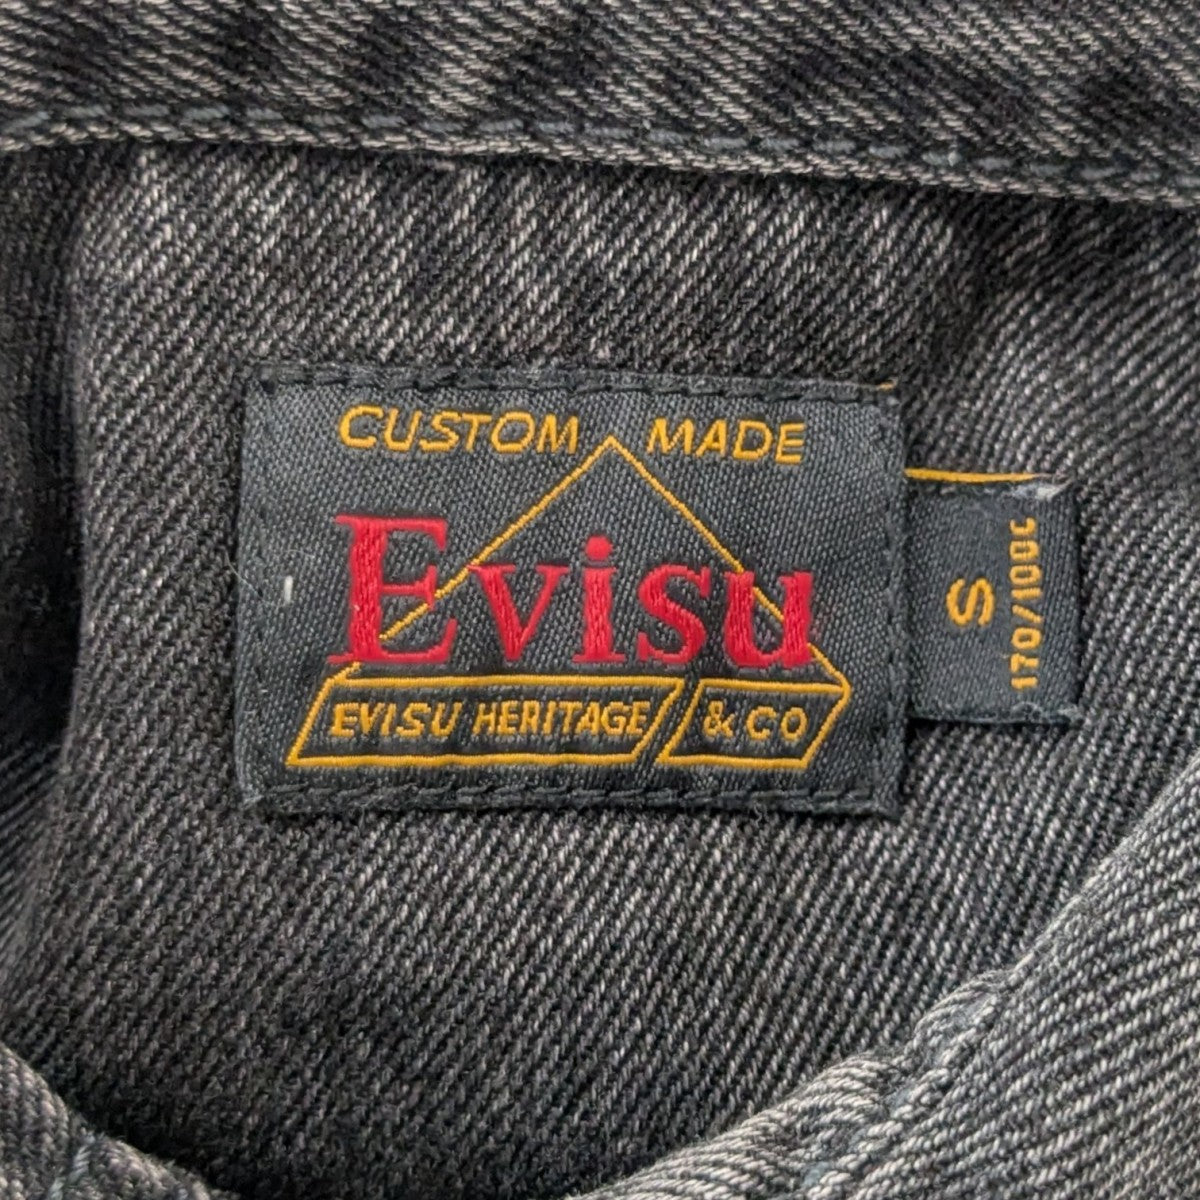 CUSTOM MADE
Evisu
EVISU HERITAGE & CO
S
170/100C